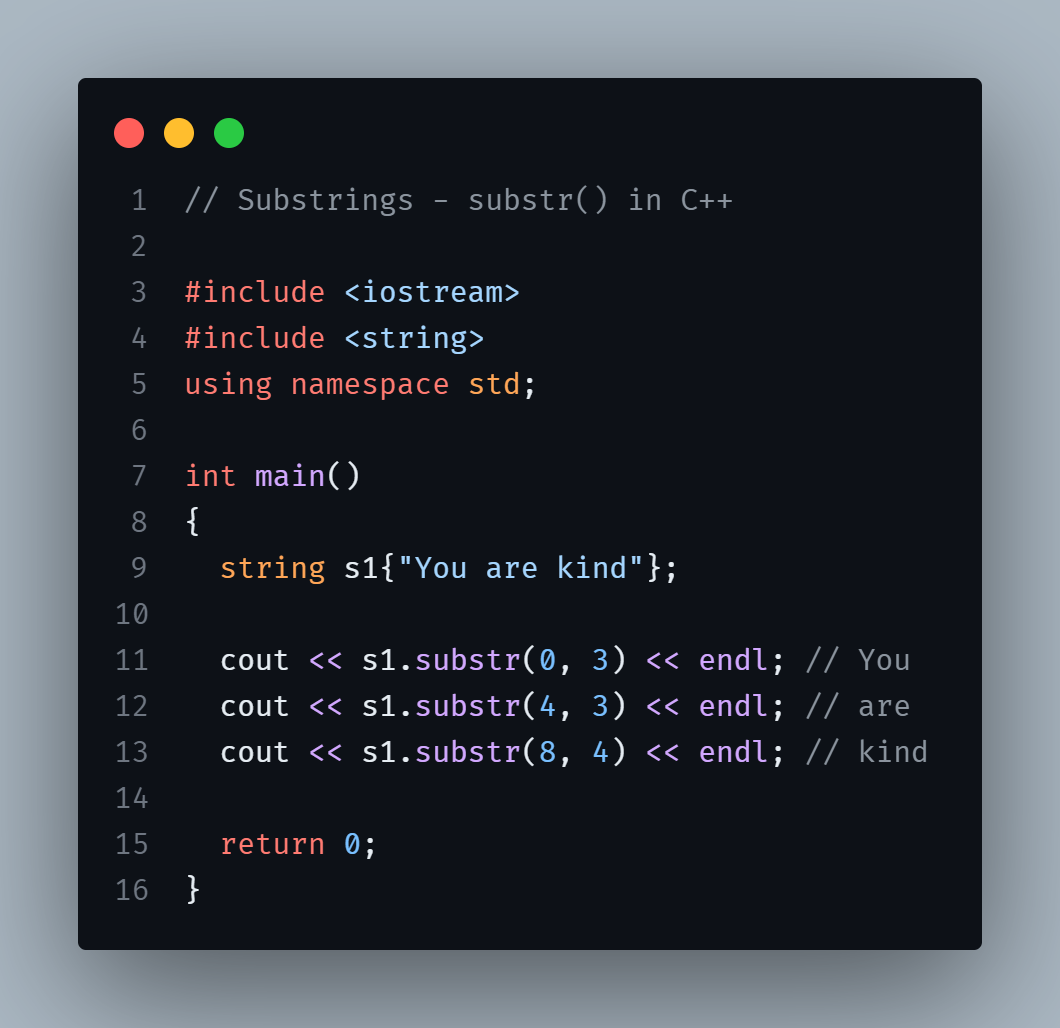 1 // Substrings - substr() in C++
2
3 #include <iostream>
4 #include <string>
5 using namespace std;
6
7 int main()
8 {
9   string s1{"You are kind"};
10
11   cout << s1.substr(0, 3) << endl; // You
12   cout << s1.substr(4, 3) << endl; // are
13   cout << s1.substr(8, 4) << endl; // kind
14
15   return 0;
16 }